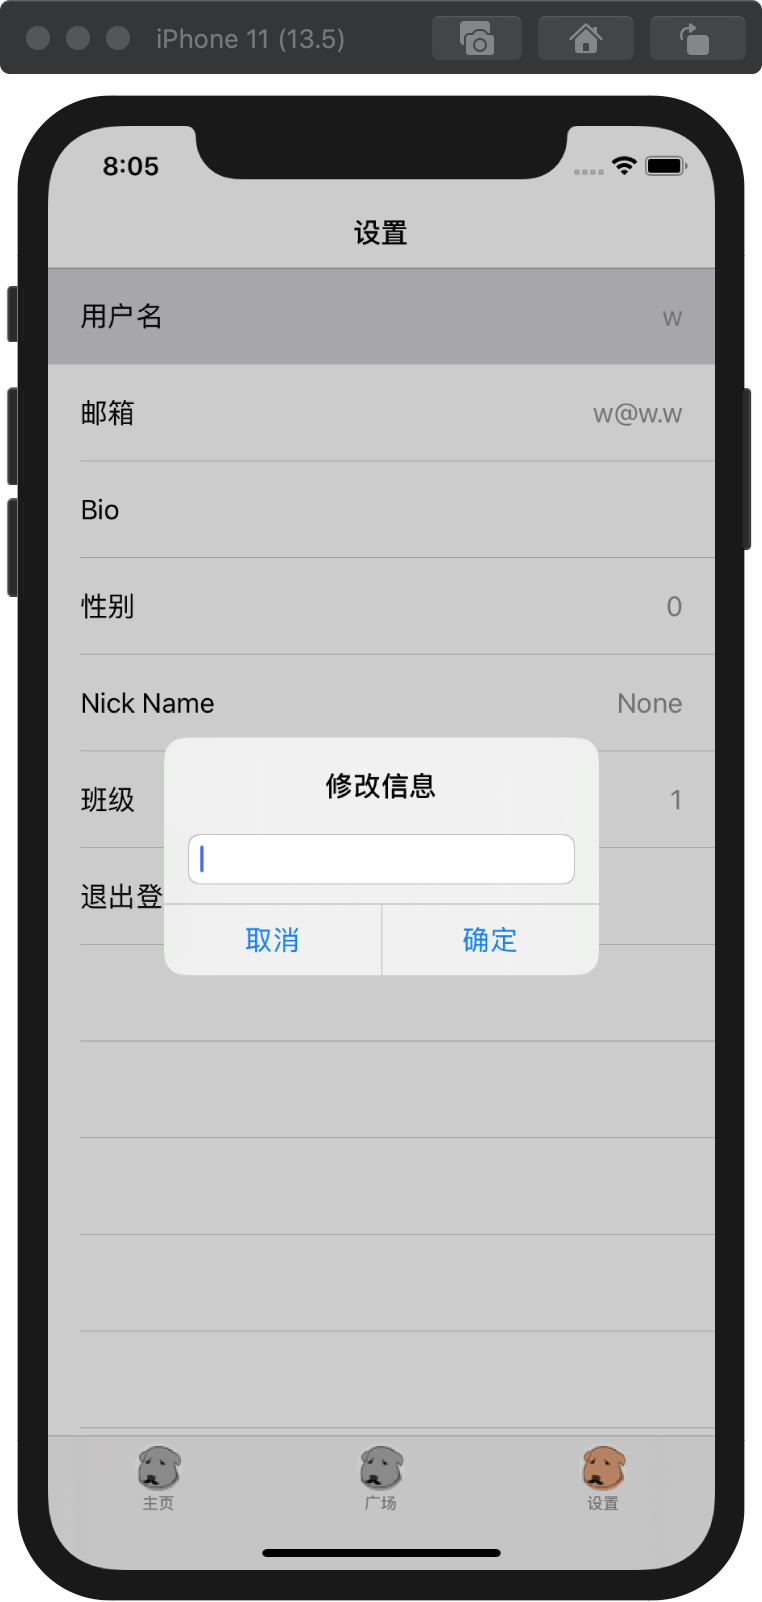 iPhone 11 (13.5)
8:05
设置
用户名 w
邮箱 w@w.w
Bio
性别 0
Nick Name None
班级 1
退出登
修改信息
取消 确定
主页 广场 设置